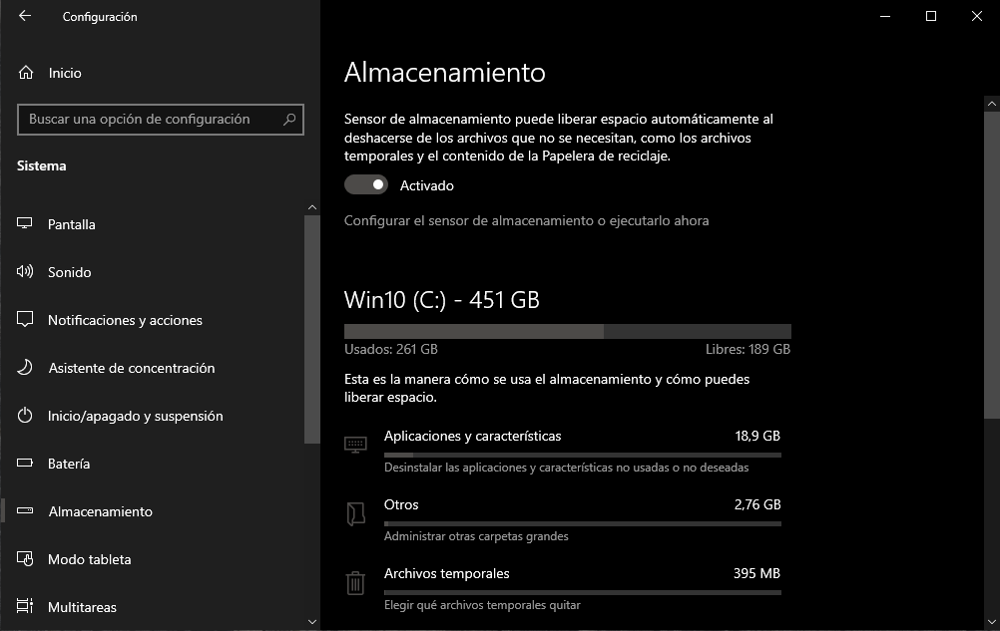 Configuración
Inicio
Buscar una opción de configuración
Sistema
Pantalla
Sonido
Notificaciones y acciones
Asistente de concentración
Inicio/apagado y suspensión
Batería
Almacenamiento
Modo tableta
Multitareas
Almacenamiento
Sensor de almacenamiento puede liberar espacio automáticamente al
deshacerse de los archivos que no se necesitan, como los archivos
temporales y el contenido de la Papelera de reciclaje.
Activado
Configurar el sensor de almacenamiento o ejecutarlo ahora
Win10 (C:) - 451 GB
Usados: 261 GB Libres: 189 GB
Esta es la manera cómo se usa el almacenamiento y cómo puedes
liberar espacio.
Aplicaciones y características 18,9 GB
Desinstalar las aplicaciones y características no usadas o no deseadas
Otros 2,76 GB
Administrar otras carpetas grandes
Archivos temporales 395 MB
Elegir qué archivos temporales quitar